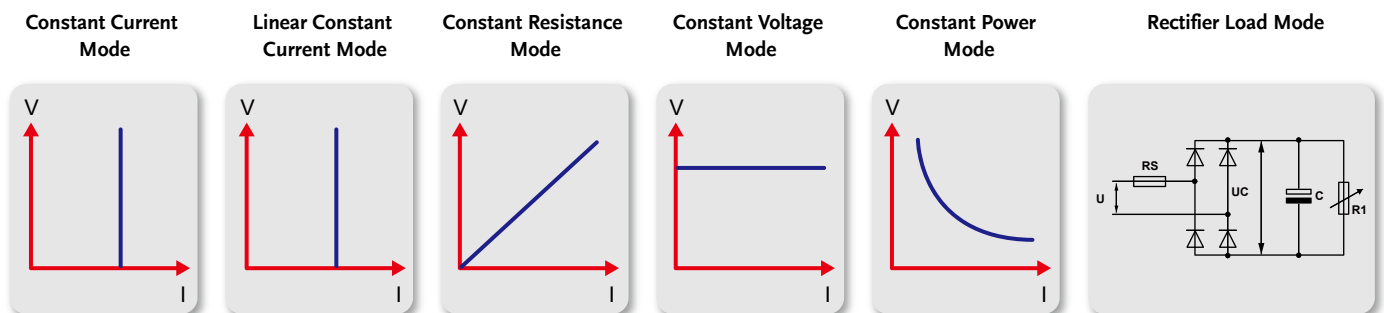 Constant Current
Mode
Linear Constant
Current Mode
Constant Resistance
Mode
Constant Voltage
Mode
Constant Power
Mode
Rectifier Load Mode
V
I
V
I
V
I
V
I
V
I
RS
U
UC
C
R1